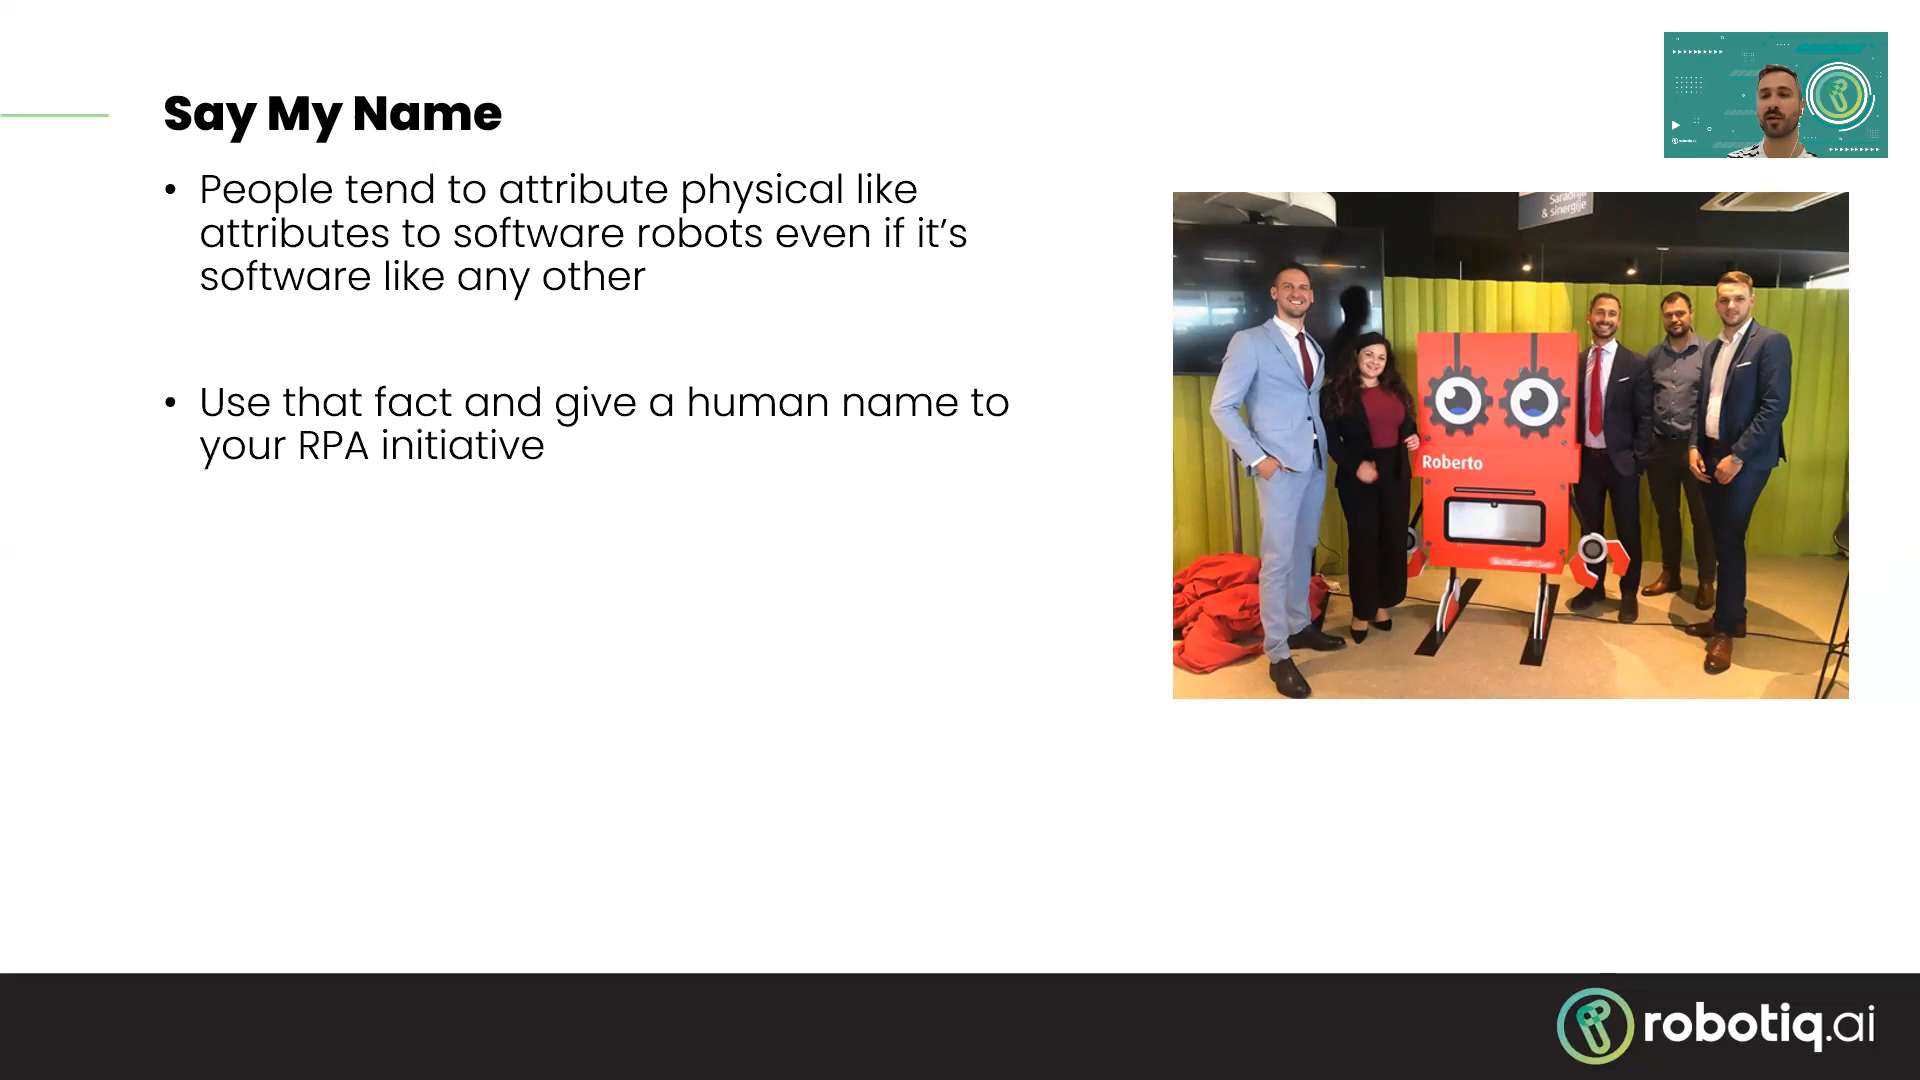 Say My Name
• People tend to attribute physical like
attributes to software robots even if it’s
software like any other
• Use that fact and give a human name to
your RPA initiative
& sinergije
Roberto
robotiq.ai